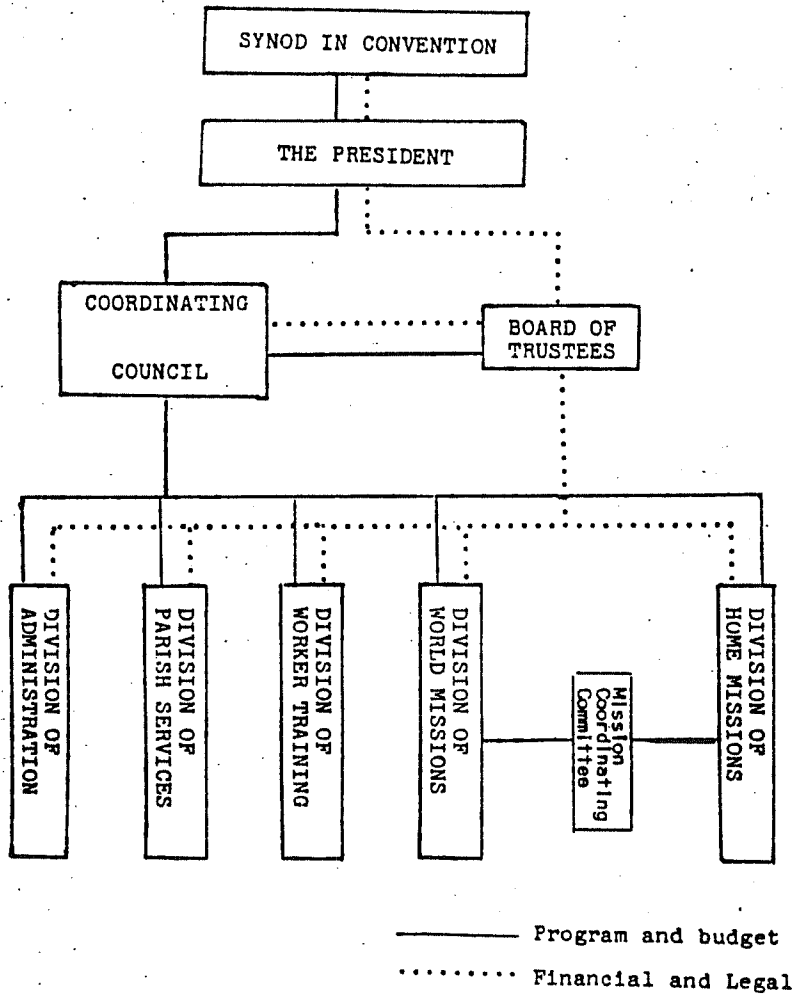 SYNOD IN CONVENTION
THE PRESIDENT
COORDINATING
COUNCIL
BOARD OF
TRUSTEES
DIVISION OF
ADMINISTRATION
DIVISION OF
PARISH SERVICES
DIVISION OF
WORKER TRAINING
DIVISION OF
WORLD MISSIONS
Mission
Coordinating
Committee
DIVISION OF
HOME MISSIONS
Program and budget
Financial and Legal